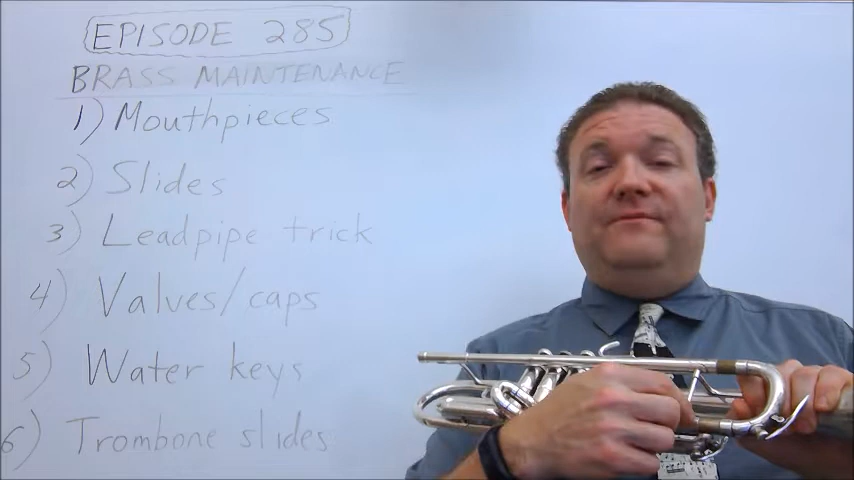 EPISODE 285
BRASS MAINTENANCE
1) Mouthpieces
2) Slides
3) Leadpipe trick
4) Valves/caps
5) Water keys
6) Trombone slides